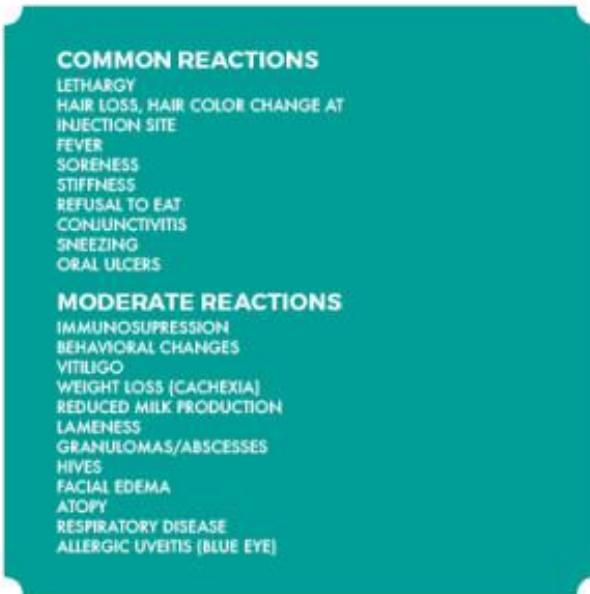 COMMON REACTIONS
LETHARGY
HAIR LOSS, HAIR COLOR CHANGE AT
INJECTION SITE
FEVER
SORENESS
STIFFNESS
REFUSAL TO EAT
CONJUNCTIVITIS
SNEEZING
ORAL ULCERS
MODERATE REACTIONS
IMMUNOSUPRESSION
BEHAVIORAL CHANGES
VITILIGO
WEIGHT LOSS (CACHEXIA)
REDUCED MILK PRODUCTION
LAMENESS
GRANULOMAS/ABSCESSES
HIVES
FACIAL EDEMA
ATOPY
RESPIRATORY DISEASE
ALLERGIC UVEITIS (BLUE EYE)